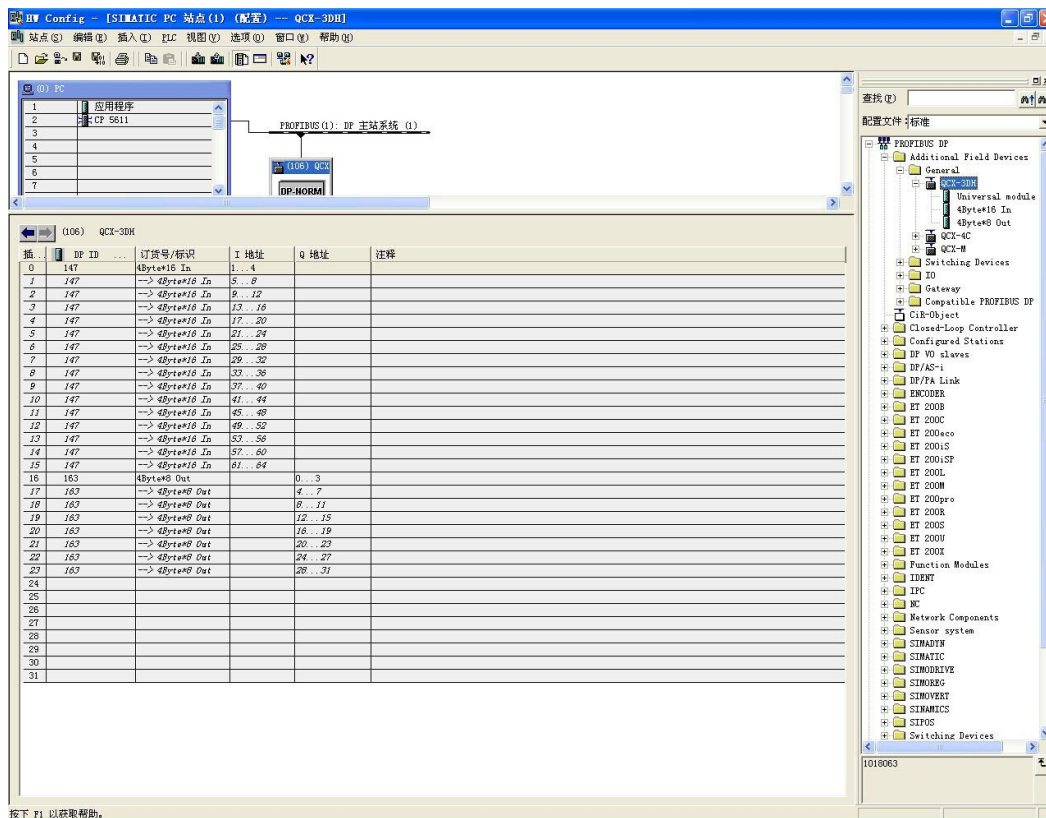 HW Config - [SIMATIC PC 站点(1) (配置) -- QCX-3DH]
站点(S) 编辑(E) 插入(I) PLC 视图(V) 选项(O) 窗口(W) 帮助(H)
(0) PC
1 应用程序
2 CP 5611
3
4
5
6
7
PROFIBUS(1): DP 主站系统 (1)
(106) QCX
DP-NORM
(106) QCX-3DH
插... DP ID ... 订货号/标识 I 地址 Q 地址 注释
0 147 4Byte*16 In 1...4
1 147 --> 4Byte*16 In 5...8
2 147 --> 4Byte*16 In 9...12
3 147 --> 4Byte*16 In 13...16
4 147 --> 4Byte*16 In 17...20
5 147 --> 4Byte*16 In 21...24
6 147 --> 4Byte*16 In 25...28
7 147 --> 4Byte*16 In 29...32
8 147 --> 4Byte*16 In 33...36
9 147 --> 4Byte*16 In 37...40
10 147 --> 4Byte*16 In 41...44
11 147 --> 4Byte*16 In 45...48
12 147 --> 4Byte*16 In 49...52
13 147 --> 4Byte*16 In 53...56
14 147 --> 4Byte*16 In 57...60
15 147 --> 4Byte*16 In 61...64
16 163 4Byte*8 Out 0...3
17 163 --> 4Byte*8 Out 4...7
18 163 --> 4Byte*8 Out 8...11
19 163 --> 4Byte*8 Out 12...15
20 163 --> 4Byte*8 Out 16...19
21 163 --> 4Byte*8 Out 20...23
22 163 --> 4Byte*8 Out 24...27
23 163 --> 4Byte*8 Out 28...31
24
25
26
27
28
29
30
31
查找(F)
配置文件: 标准
PROFIBUS DP
Additional Field Devices
General
QCX-3DH
Universal module
4Byte*16 In
4Byte*8 Out
QCX-4C
QCX-M
Switching Devices
IO
Gateway
Compatible PROFIBUS DP
CiR-Object
Closed-Loop Controller
Configured Stations
DP V0 slaves
DP/AS-i
DP/PA Link
ENCODER
ET 200B
ET 200C
ET 200eco
ET 200iS
ET 200iSP
ET 200L
ET 200M
ET 200pro
ET 200R
ET 200S
ET 200U
ET 200X
Function Modules
IDENT
IPC
NC
Network Components
Sensor system
SIMADYN
SIMATIC
SIMODRIVE
SIMOREG
SIMOVERT
SINAMICS
SIPOS
Switching Devices
1018063
按下 F1 以获取帮助。